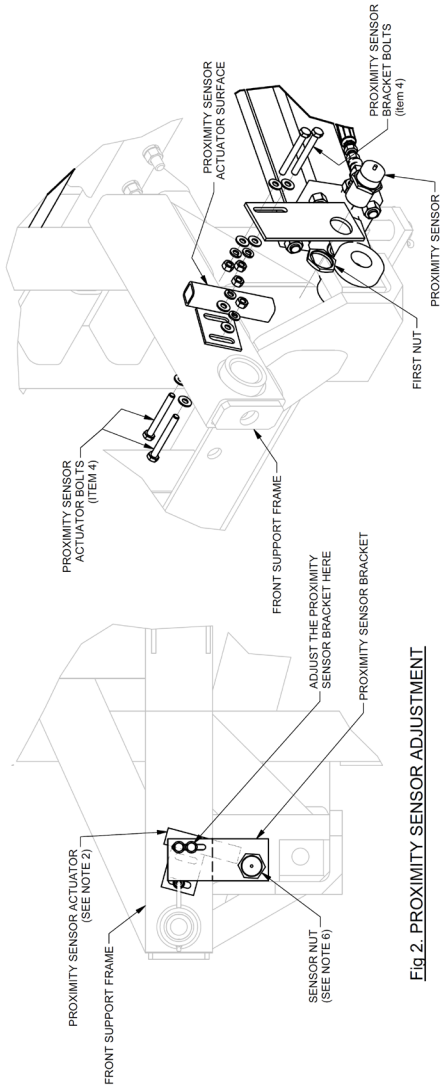 PROXIMITY SENSOR ACTUATOR
(SEE NOTE 2)
FRONT SUPPORT FRAME
SENSOR NUT
(SEE NOTE 6)
ADJUST THE PROXIMITY
SENSOR BRACKET HERE
PROXIMITY SENSOR BRACKET
PROXIMITY SENSOR
ACTUATOR BOLTS
(ITEM 4)
FRONT SUPPORT FRAME
PROXIMITY SENSOR
ACTUATOR SURFACE
FIRST NUT
PROXIMITY SENSOR
PROXIMITY SENSOR
BRACKET BOLTS
(item 4)
Fig 2. PROXIMITY SENSOR ADJUSTMENT